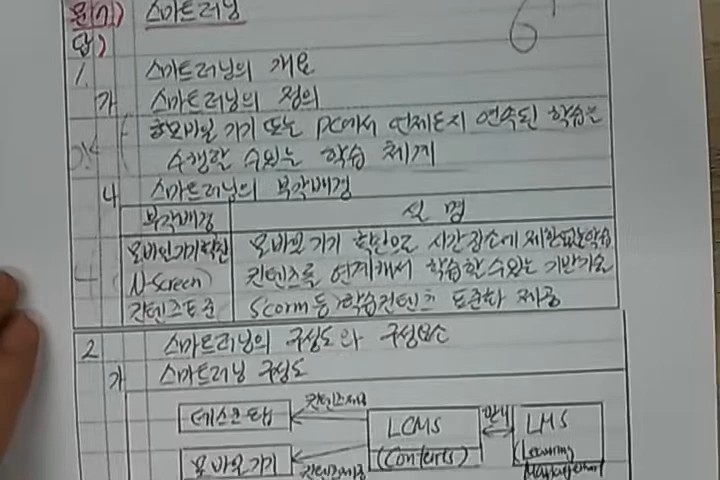 문(7) 스마트러닝
답)
1. 스마트러닝의 개요
가 스마트러닝의 정의
모바일 기기 또는 PC에서 언제든지 연속된 학습을
수행할 수있는 학습 체계
나 스마트러닝의 부각배경
부각배경 설명
모바일기기확산 모바일 기기 확산으로 시간 장소에 제한없는학습
N-Screen 컨텐츠를 연계해서 학습할수있는 기반기술
컨텐츠표준 Scorm등 학습컨텐츠 표준화 제공
2 스마트러닝의 구성도와 구성요소
가 스마트러닝 구성도
데스크탑 컨텐츠제공 LCMS 연계 LMS
(Contents) (Learning
모바일기기 컨텐츠제공 Management